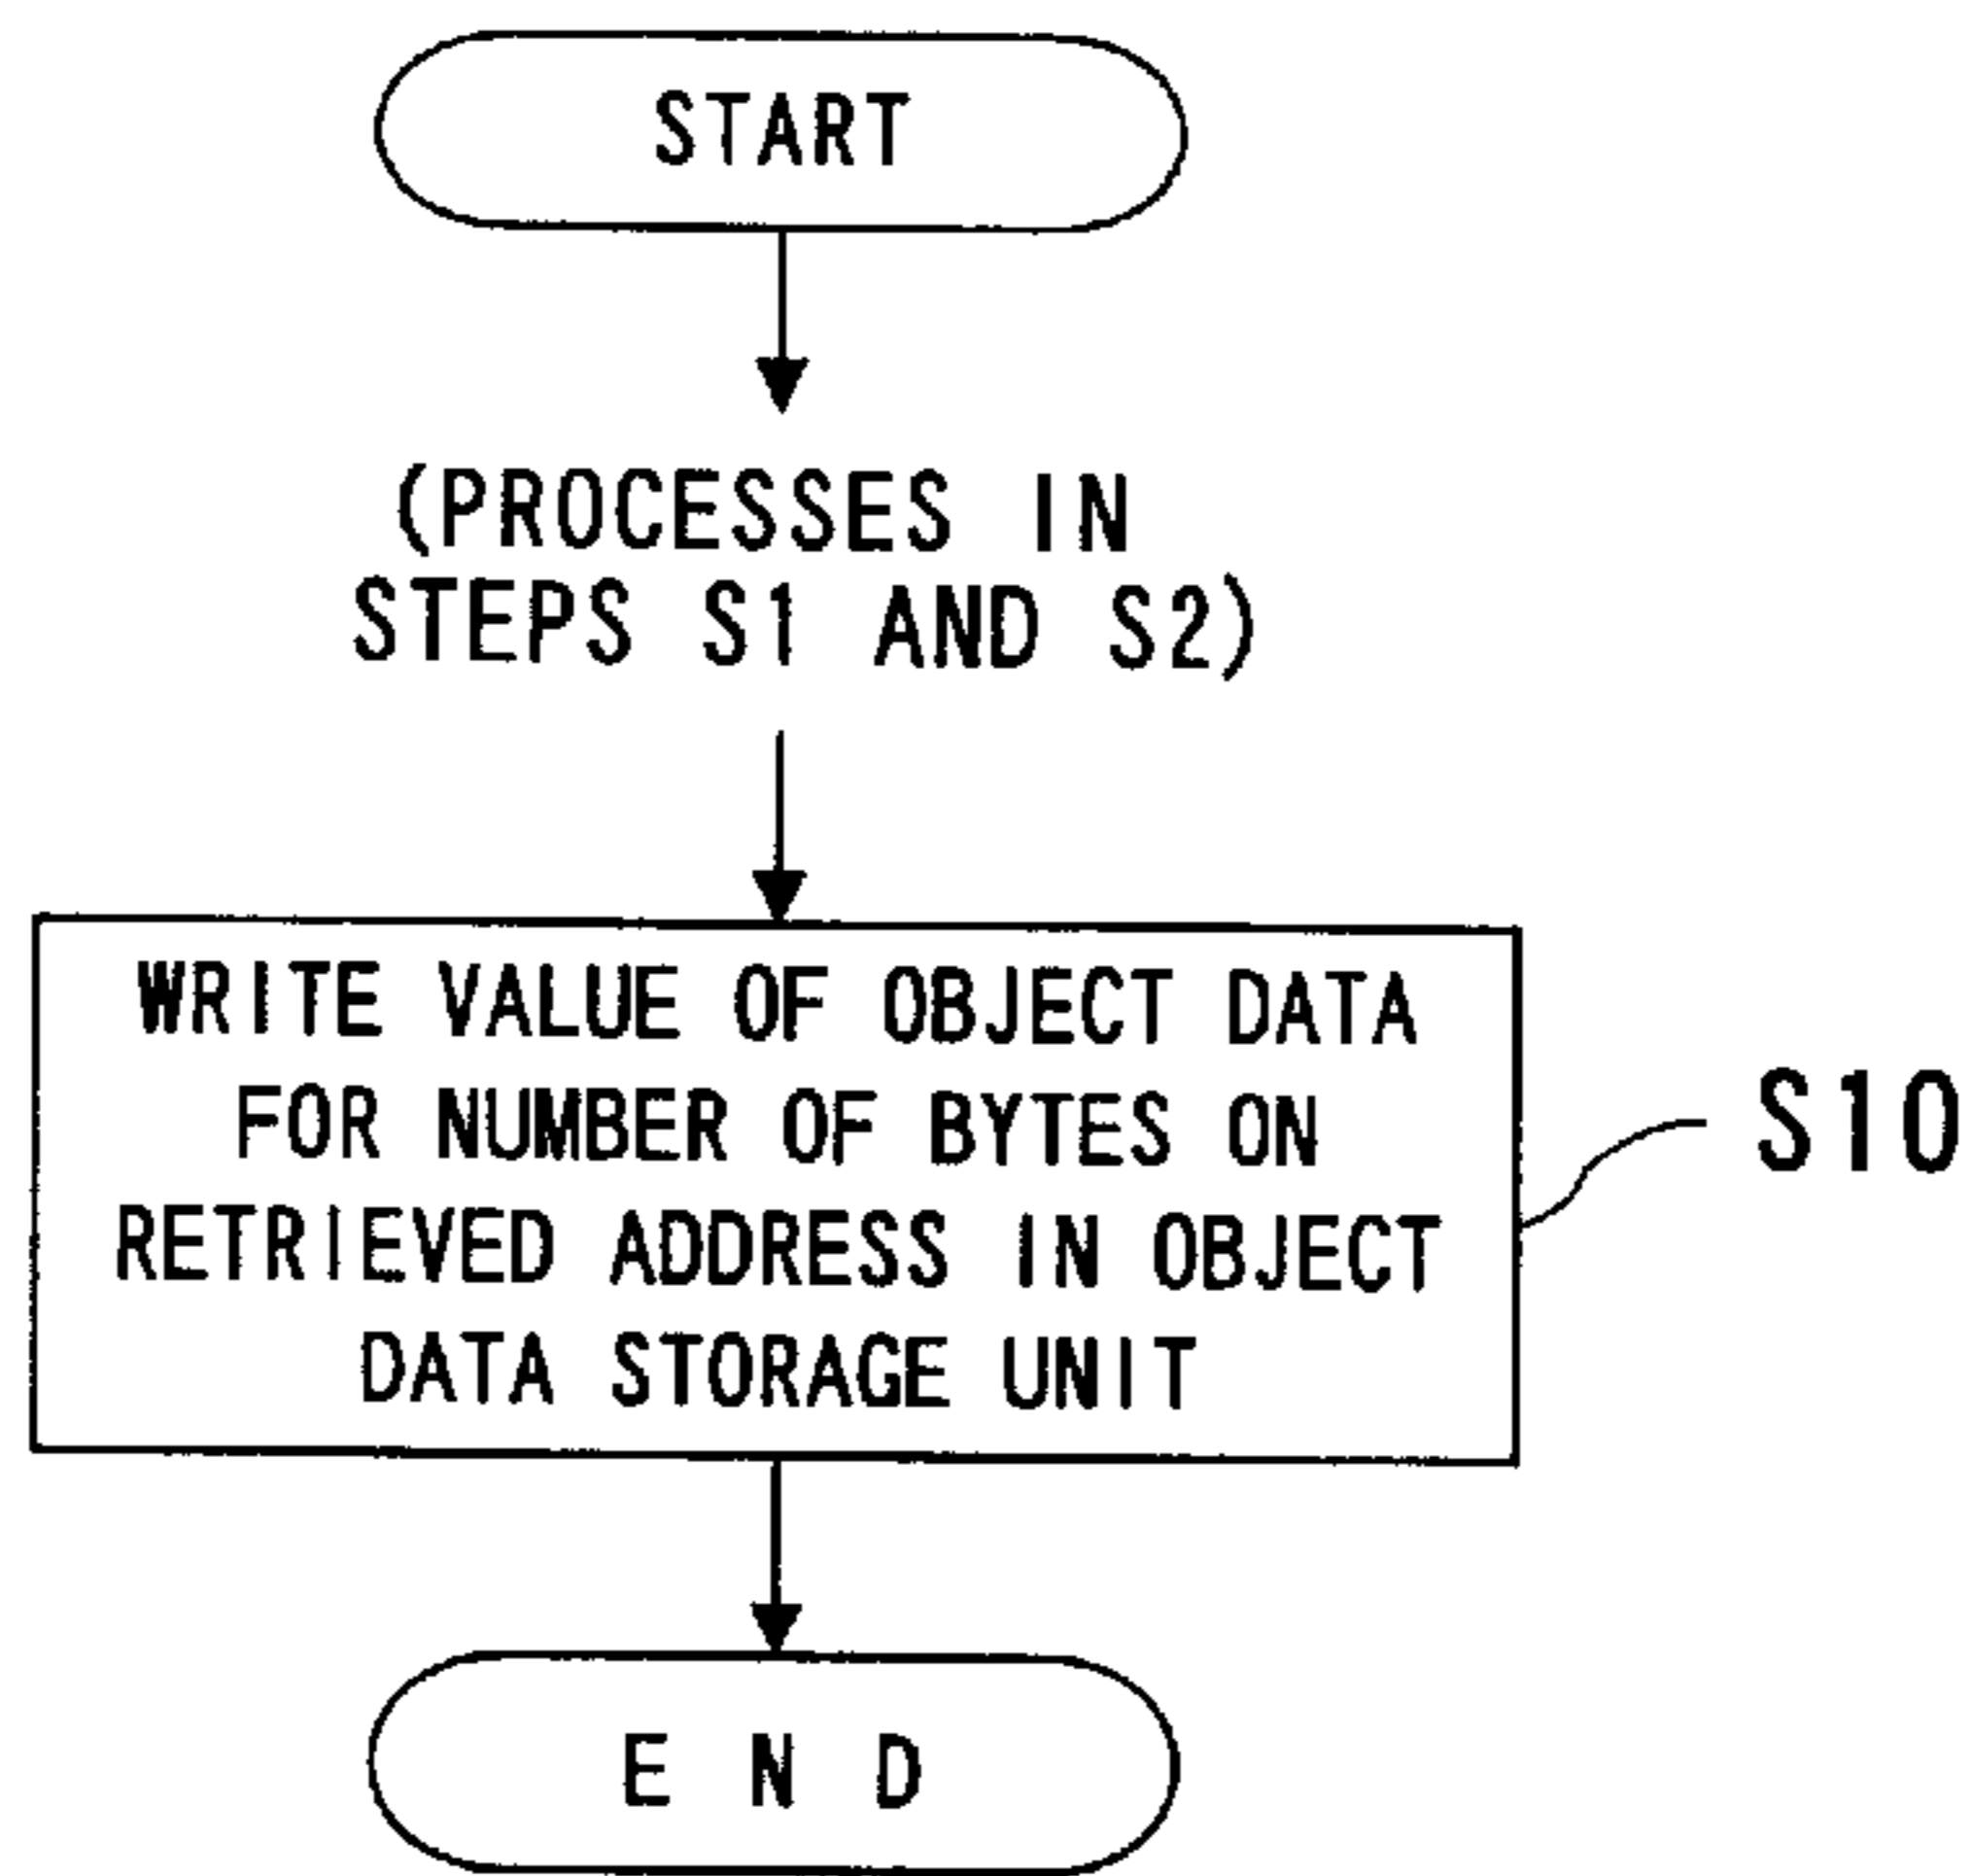 START
(PROCESSES IN
STEPS S1 AND S2)
WRITE VALUE OF OBJECT DATA
FOR NUMBER OF BYTES ON
RETRIEVED ADDRESS IN OBJECT
DATA STORAGE UNIT
S10
END